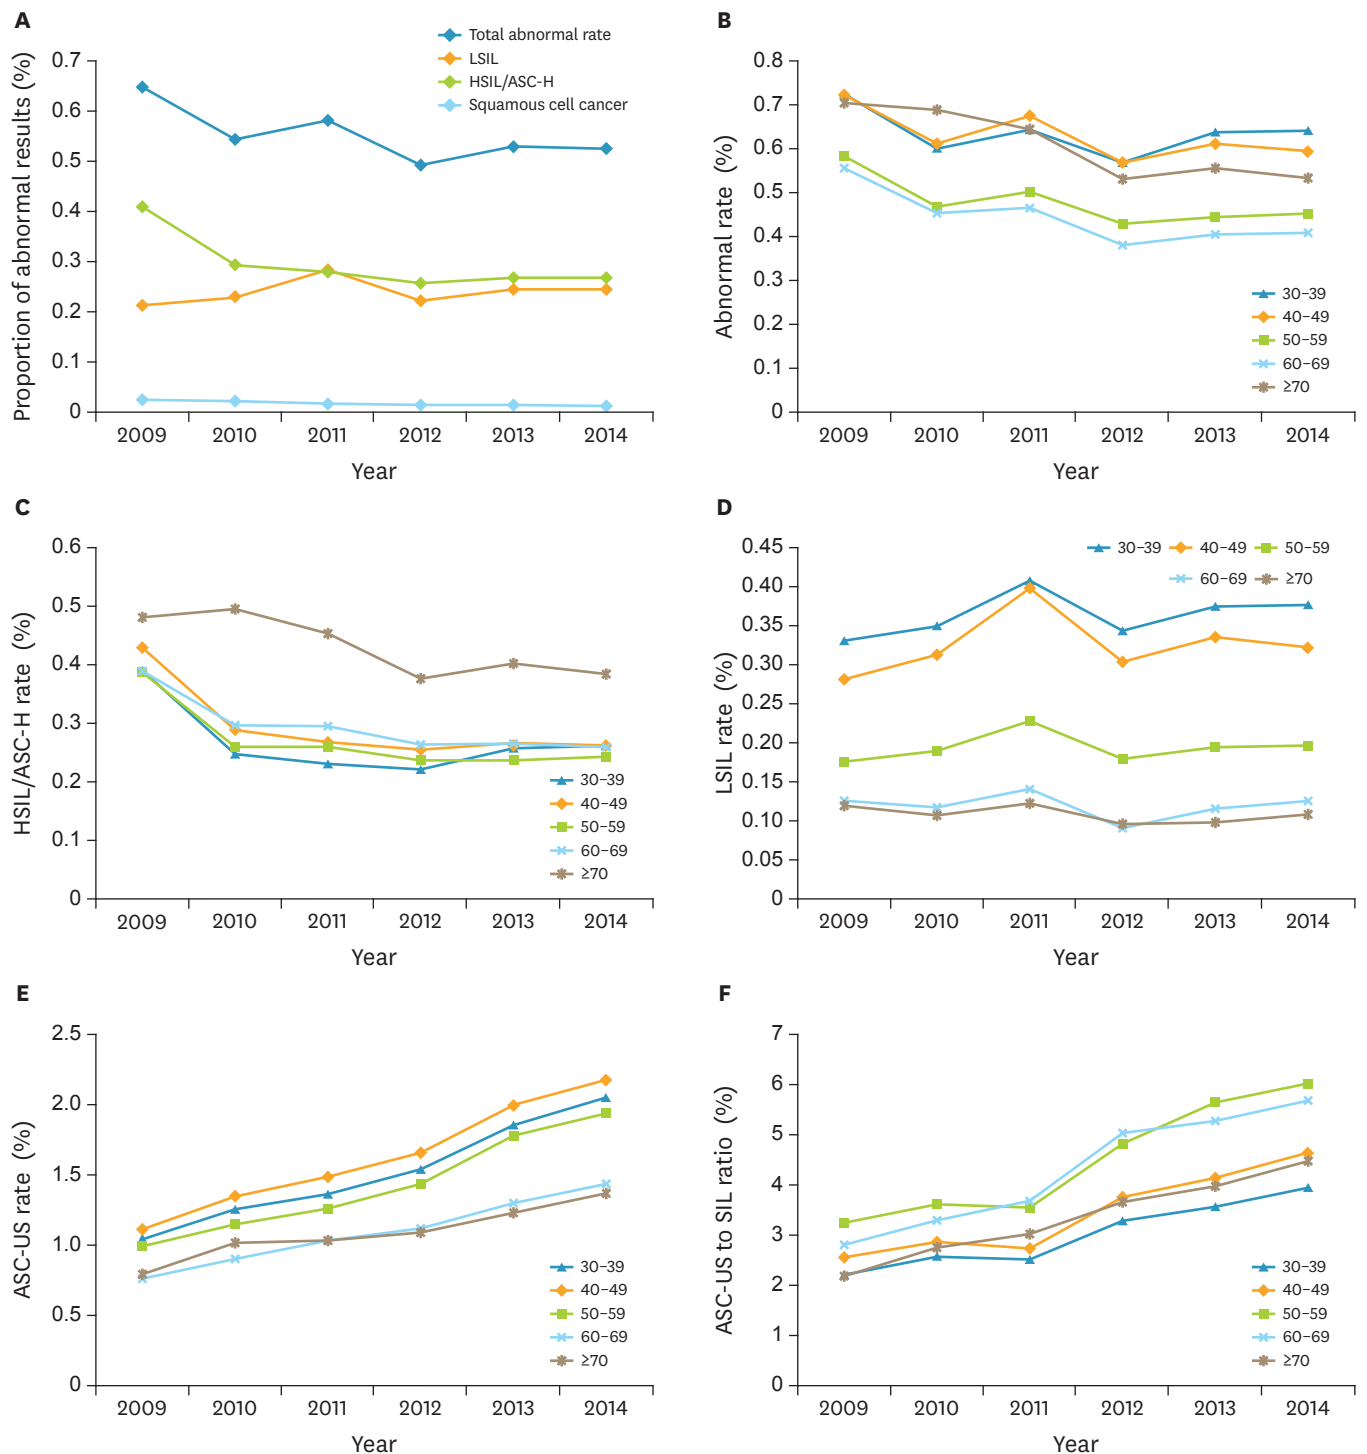 A
Total abnormal rate
LSIL
HSIL/ASC-H
Squamous cell cancer
Proportion of abnormal results (%)
0.7
0.6
0.5
0.4
0.3
0.2
0.1
0
2009 2010 2011 2012 2013 2014
Year
B
Abnormal rate (%)
0.8
0.7
0.6
0.5
0.4
0.3
0.2
0.1
0
30–39
40–49
50–59
60–69
≥70
2009 2010 2011 2012 2013 2014
Year
C
HSIL/ASC-H rate (%)
0.6
0.5
0.4
0.3
0.2
0.1
0
30–39
40–49
50–59
60–69
≥70
2009 2010 2011 2012 2013 2014
Year
D
LSIL rate (%)
0.45
0.40
0.35
0.30
0.25
0.20
0.15
0.10
0.05
0
30–39 40–49 50–59
60–69 ≥70
2009 2010 2011 2012 2013 2014
Year
E
ASC-US rate (%)
2.5
2.0
1.5
1.0
0.5
0
30–39
40–49
50–59
60–69
≥70
2009 2010 2011 2012 2013 2014
Year
F
ASC-US to SIL ratio (%)
7
6
5
4
3
2
1
0
30–39
40–49
50–59
60–69
≥70
2009 2010 2011 2012 2013 2014
Year